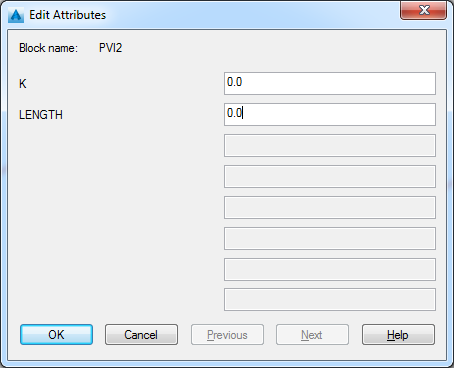 Edit Attributes
Block name: PVI2
K 0.0
LENGTH 0.0
OK Cancel Previous Next Help